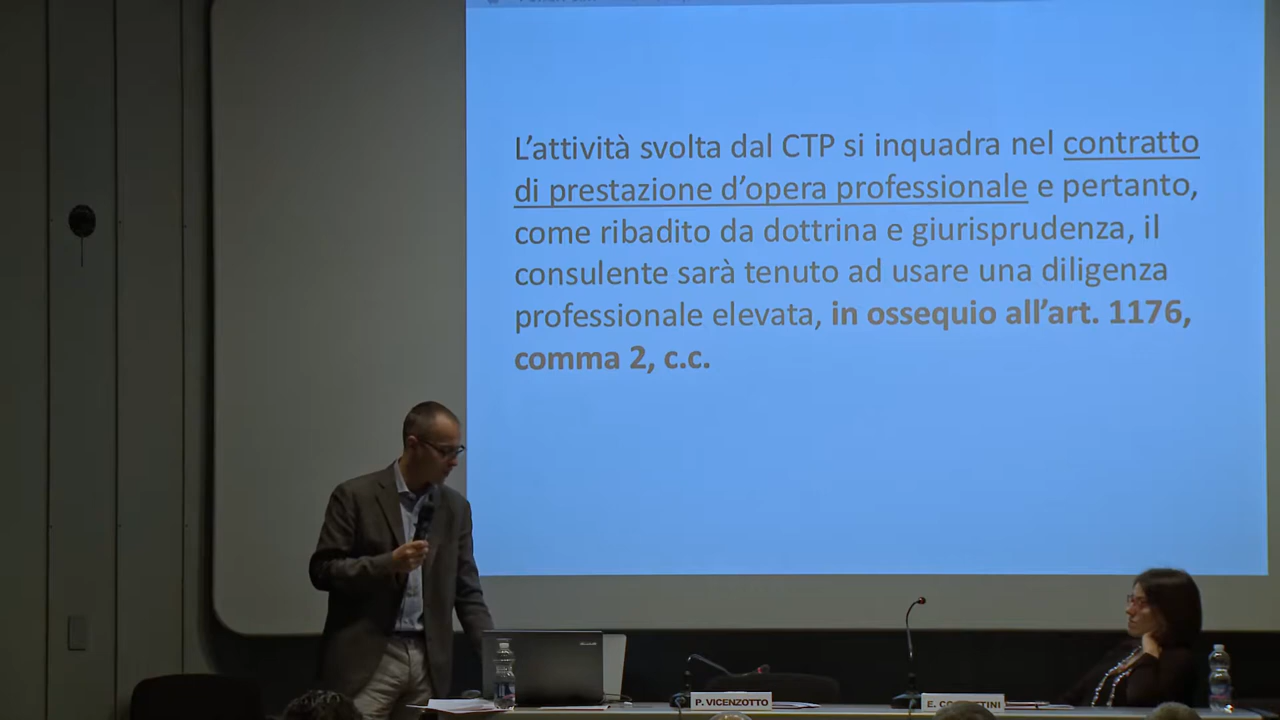 L'attività svolta dal CTP si inquadra nel contratto
di prestazione d'opera professionale e pertanto,
come ribadito da dottrina e giurisprudenza, il
consulente sarà tenuto ad usare una diligenza
professionale elevata, in ossequio all'art. 1176,
comma 2, c.c.
P. VICENZOTTO
E.